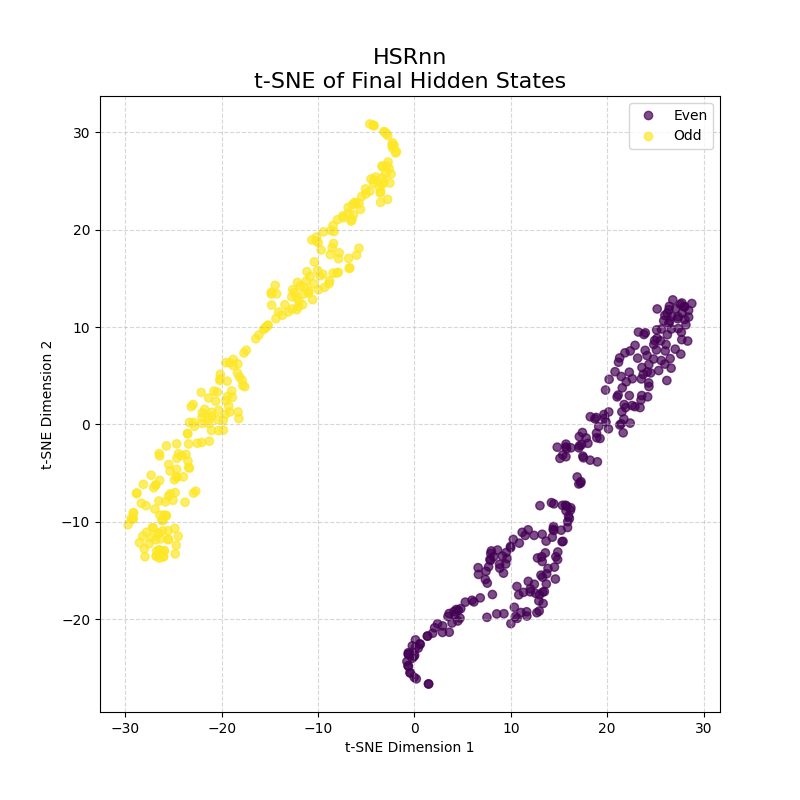 HSRnn
t-SNE of Final Hidden States
Even
Odd
30
20
10
0
−10
−20
t-SNE Dimension 2
−30
−20
−10
0
10
20
30
t-SNE Dimension 1